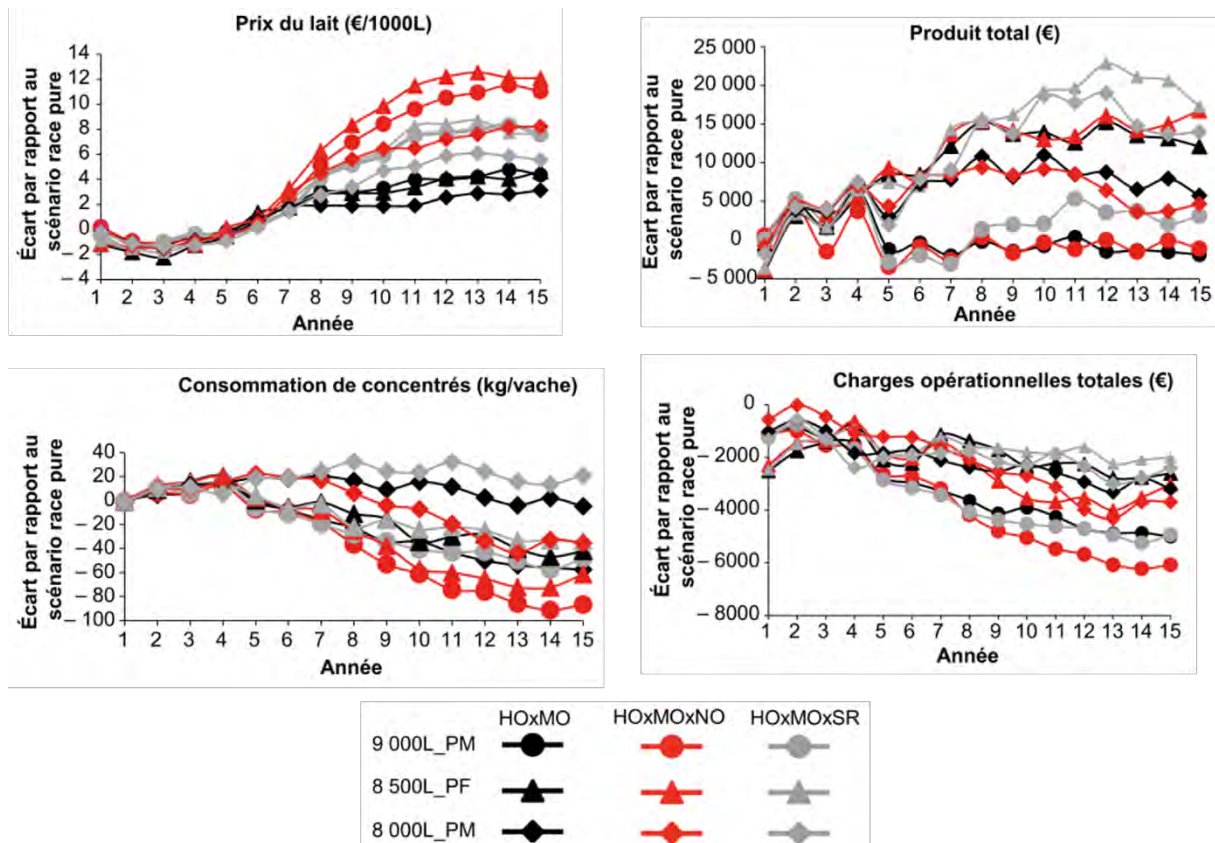 Prix du lait (€/1000L)
Écart par rapport au
scénario race pure
14
12
10
8
6
4
2
0
– 2
– 4
1 2 3 4 5 6 7 8 9 10 11 12 13 14 15
Année
Produit total (€)
Écart par rapport au
scénario race pure
25 000
20 000
15 000
10 000
5 000
0
– 5 000
1 2 3 4 5 6 7 8 9 10 11 12 13 14 15
Année
Consommation de concentrés (kg/vache)
Écart par rapport au
scénario race pure
40
20
0
– 20
– 40
– 60
– 80
– 100
1 2 3 4 5 6 7 8 9 10 11 12 13 14 15
Année
Charges opérationnelles totales (€)
Écart par rapport au
scénario race pure
0
– 2000
– 4000
– 6000
– 8000
1 2 3 4 5 6 7 8 9 10 11 12 13 14 15
Année
HOxMO HOxMOxNO HOxMOxSR
9 000L_PM
8 500L_PF
8 000L_PM